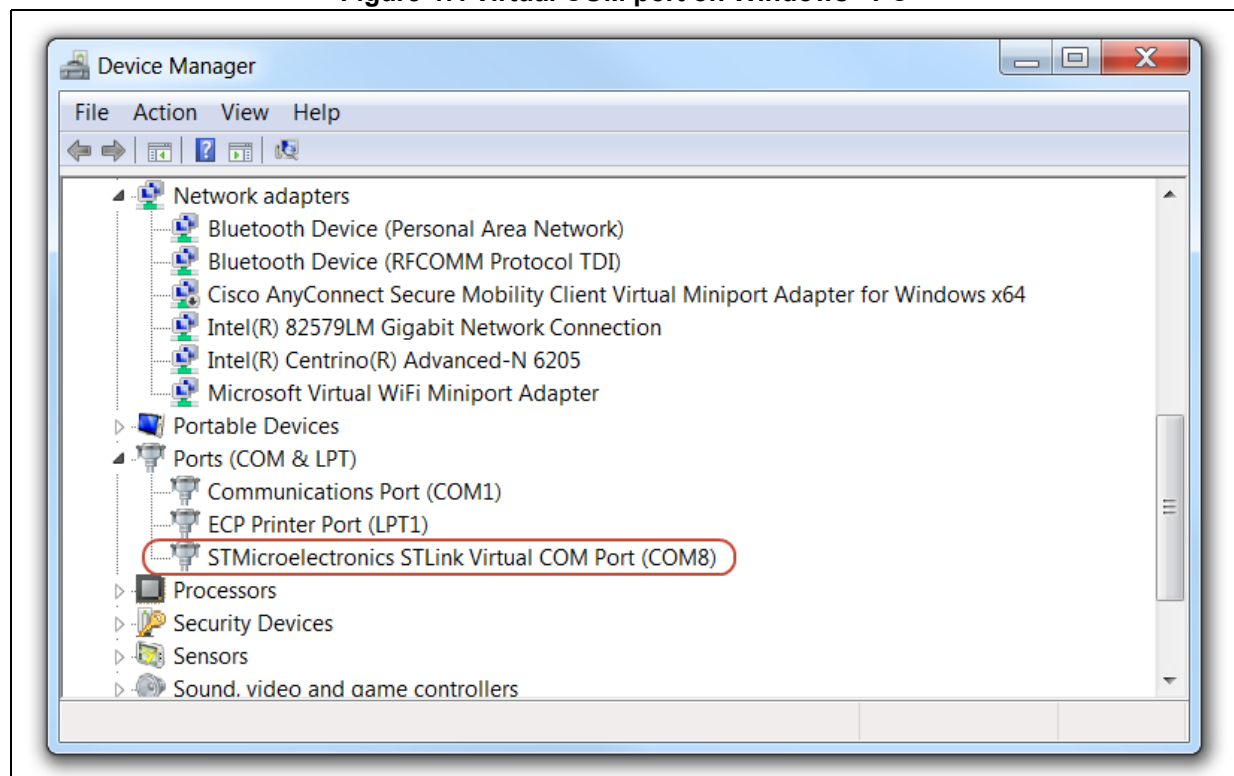 Device Manager
File Action View Help
Network adapters
Bluetooth Device (Personal Area Network)
Bluetooth Device (RFCOMM Protocol TDI)
Cisco AnyConnect Secure Mobility Client Virtual Miniport Adapter for Windows x64
Intel(R) 82579LM Gigabit Network Connection
Intel(R) Centrino(R) Advanced-N 6205
Microsoft Virtual WiFi Miniport Adapter
Portable Devices
Ports (COM & LPT)
Communications Port (COM1)
ECP Printer Port (LPT1)
STMicroelectronics STLink Virtual COM Port (COM8)
Processors
Security Devices
Sensors
Sound, video and game controllers